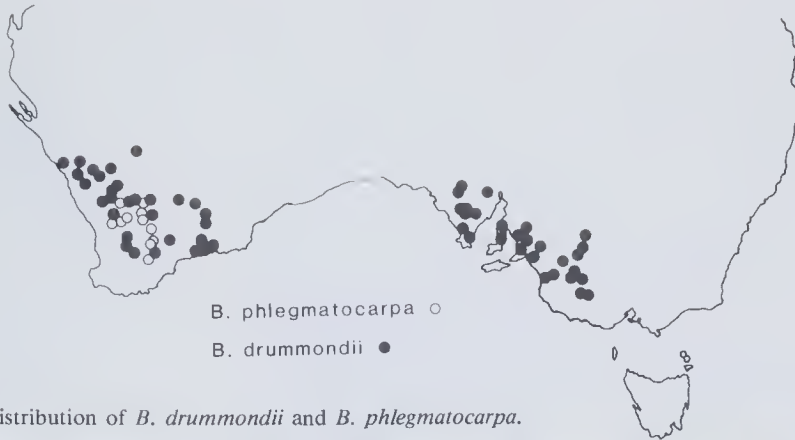 B. phlegmatocarpa
B. drummondii
istribution of B. drummondii and B. phlegmatocarpa.